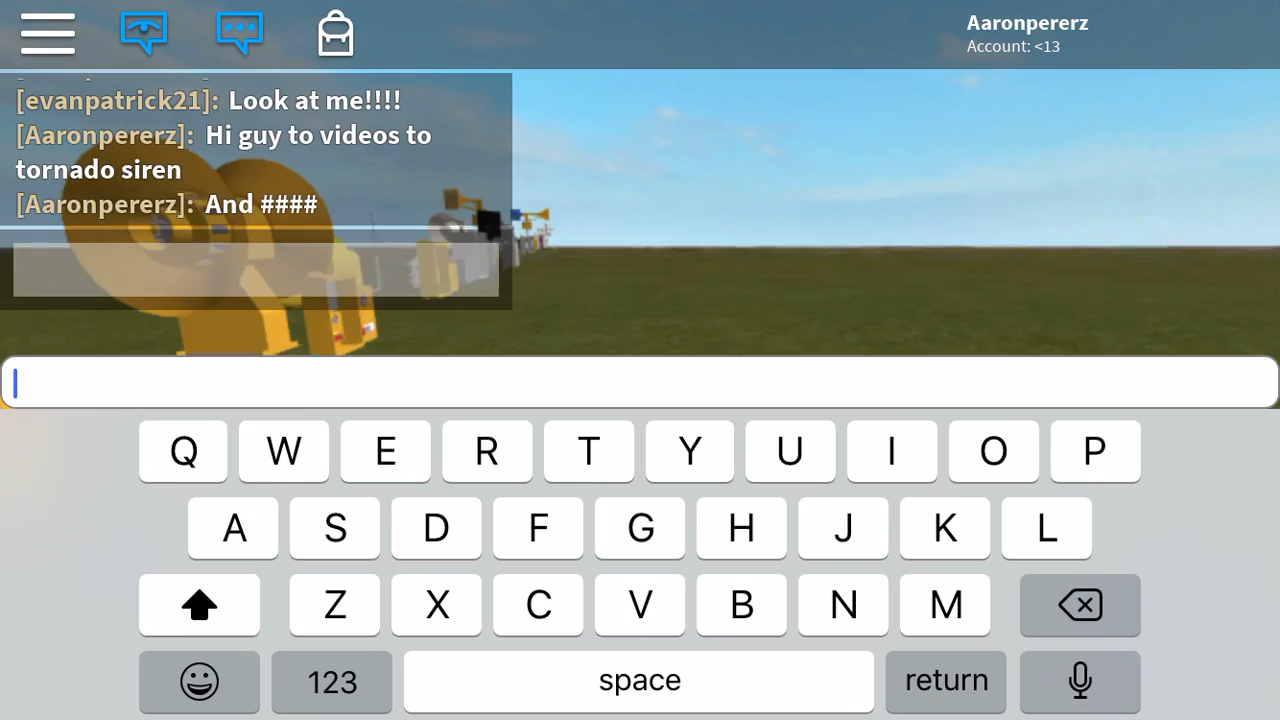 Aaronpererz
Account: <13
[evanpatrick21]: Look at me!!!!
[Aaronpererz]: Hi guy to videos to
tornado siren
[Aaronpererz]: And ####
Q W E R T Y U I O P
A S D F G H J K L
Z X C V B N M
123 space return